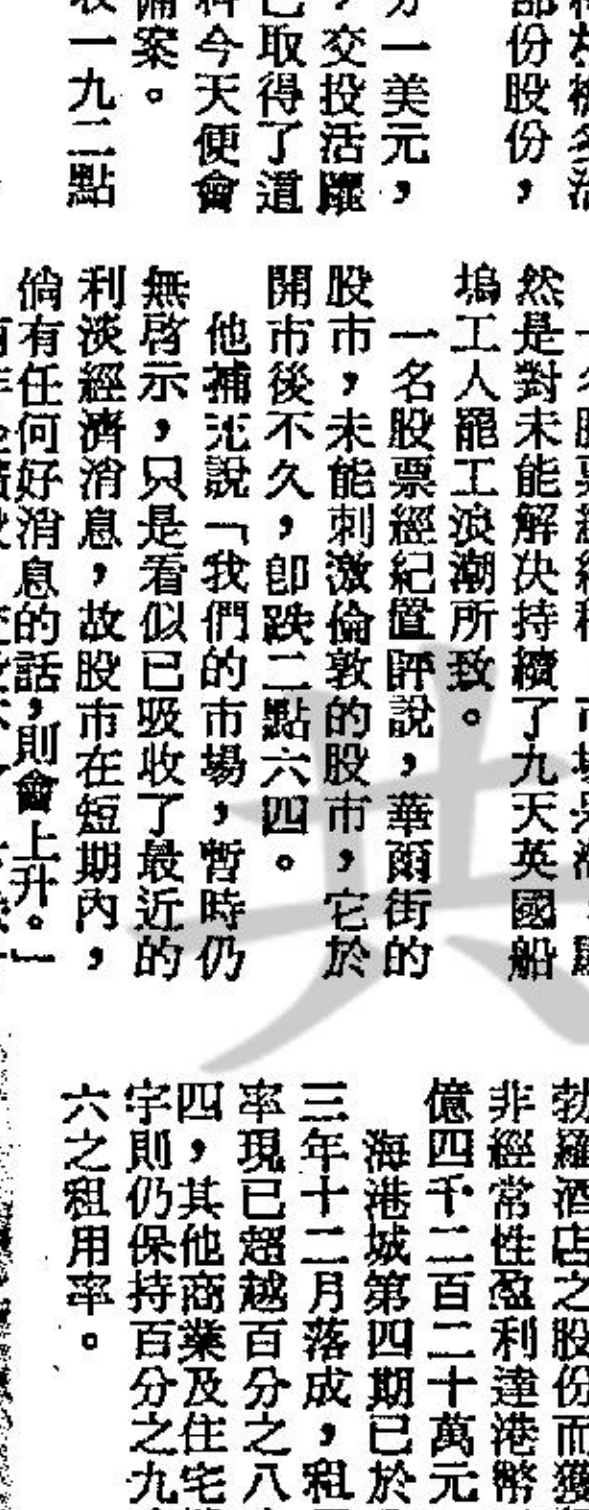 部份股份，
分一美元，
，交投活躍
已取得了道
料今天便會
備案。
收一九二點
然是對未能解决持續了九天英國船
塢工人罷工浪潮所致。
一名股票經紀置評說，華爾街的
股市，未能刺激倫敦的股市，它於
開市後不久，卽跌二點六四。
他補充說「我們的市場，暫時仍
無啓示，只是看似已吸收了最近的
利淡經濟消息，故股市在短期內，
倘有任何好消息的話，則會上升。」
勃羅酒店之股份而獲
非經常性盈利達港幣
億四千二百二十萬元
海港城第四期已於
三年十二月落成，租
率現已超越百分之八
四，其他商業及住宅
字則仍保持百分之九
六之租用率。
共